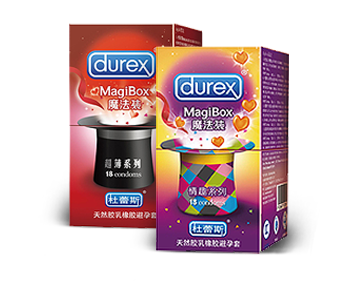 durex
MagiBox
魔法装
超薄系列
18 condoms
杜蕾斯
天然胶乳橡胶避孕套
durex
MagiBox
魔法装
情趣系列
18 condoms
杜蕾斯
天然胶乳橡胶避孕套